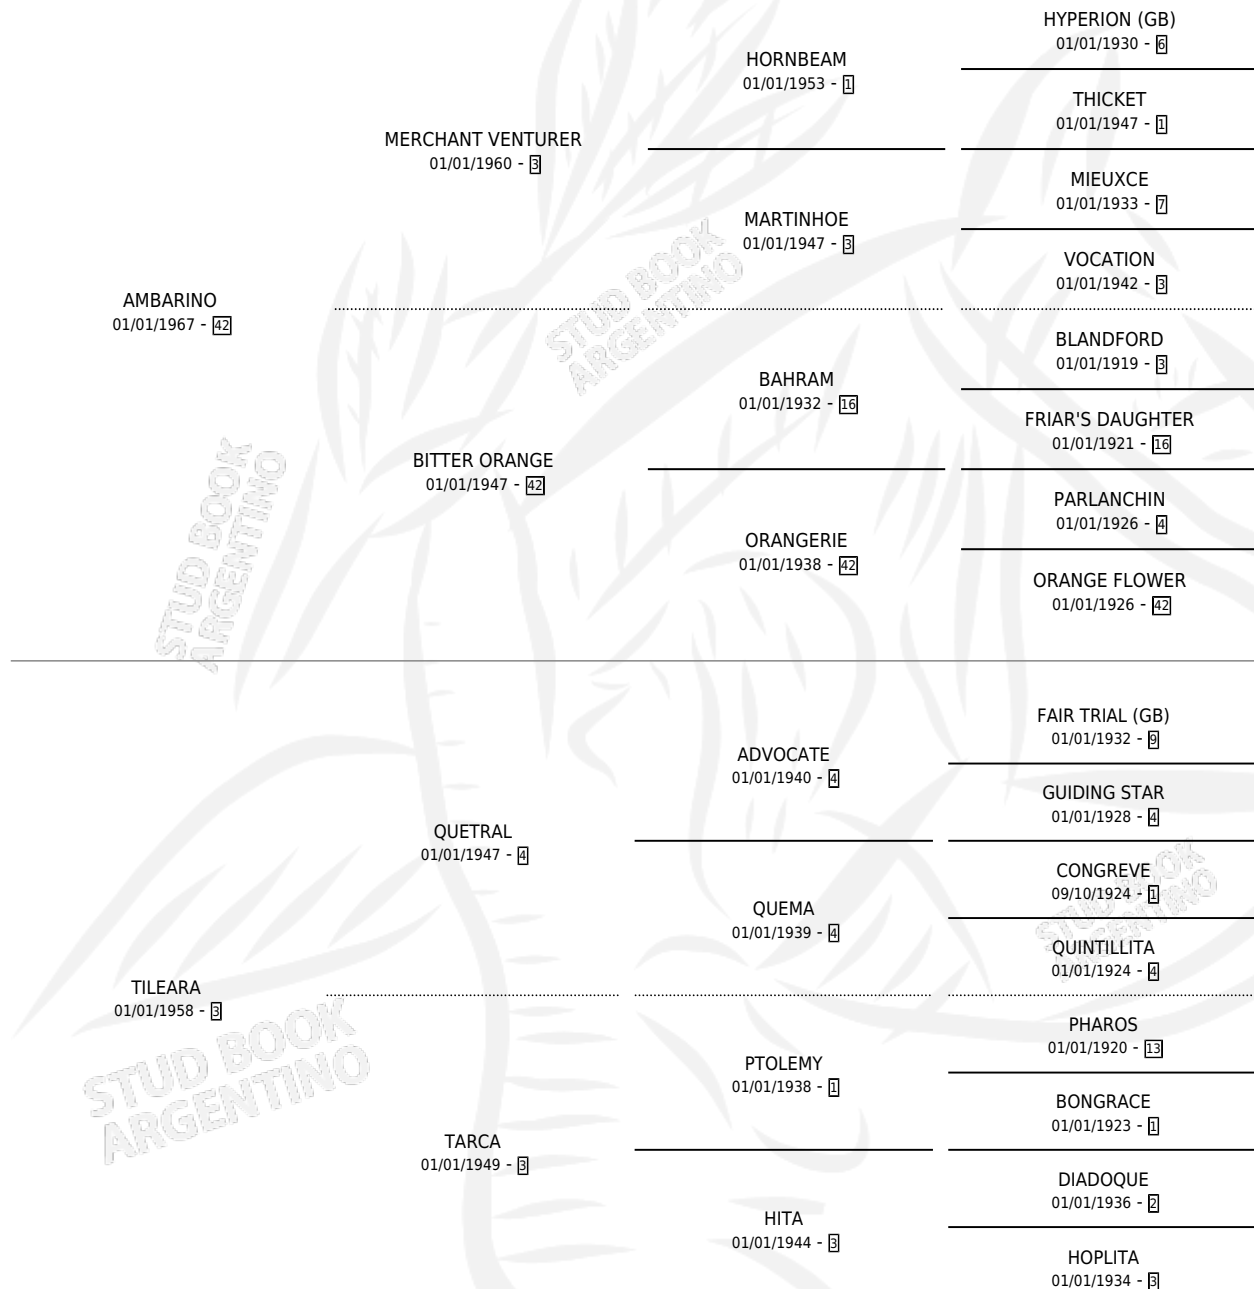 HYPERION (GB)
01/01/1930 - 6
HORNBEAM
01/01/1953 - 1
THICKET
01/01/1947 - 1
MERCHANT VENTURER
01/01/1960 - 3
MIEUXCE
01/01/1933 - 7
MARTINHOE
01/01/1947 - 3
VOCATION
01/01/1942 - 3
AMBARINO
01/01/1967 - 42
BLANDFORD
01/01/1919 - 3
BAHRAM
01/01/1932 - 16
FRIAR'S DAUGHTER
01/01/1921 - 16
BITTER ORANGE
01/01/1947 - 42
PARLANCHIN
01/01/1926 - 4
ORANGERIE
01/01/1938 - 42
ORANGE FLOWER
01/01/1926 - 42
FAIR TRIAL (GB)
01/01/1932 - 9
ADVOCATE
01/01/1940 - 4
GUIDING STAR
01/01/1928 - 4
QUETRAL
01/01/1947 - 4
CONGREVE
09/10/1924 - 1
QUEMA
01/01/1939 - 4
QUINTILLITA
01/01/1924 - 4
TILEARA
01/01/1958 - 3
PHAROS
01/01/1920 - 13
PTOLEMY
01/01/1938 - 1
BONGRACE
01/01/1923 - 1
TARCA
01/01/1949 - 3
DIADOQUE
01/01/1936 - 2
HITA
01/01/1944 - 3
HOPLITA
01/01/1934 - 3
STUD BOOK
ARGENTINO
STUD BOOK
ARGENTINO
STUD BOOK
ARGENTINO
STUD BOOK
ARGENTINO